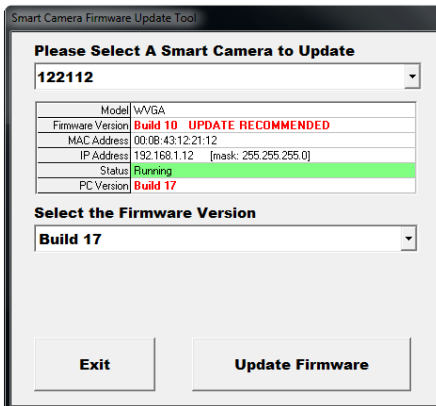 Smart Camera Firmware Update Tool
Please Select A Smart Camera to Update
122112
Model WVGA
Firmware Version Build 10 UPDATE RECOMMENDED
MAC Address 00:0B:43:12:21:12
IP Address 192.168.1.12 [mask: 255.255.255.0]
Status Running
PC Version Build 17
Select the Firmware Version
Build 17
Exit Update Firmware